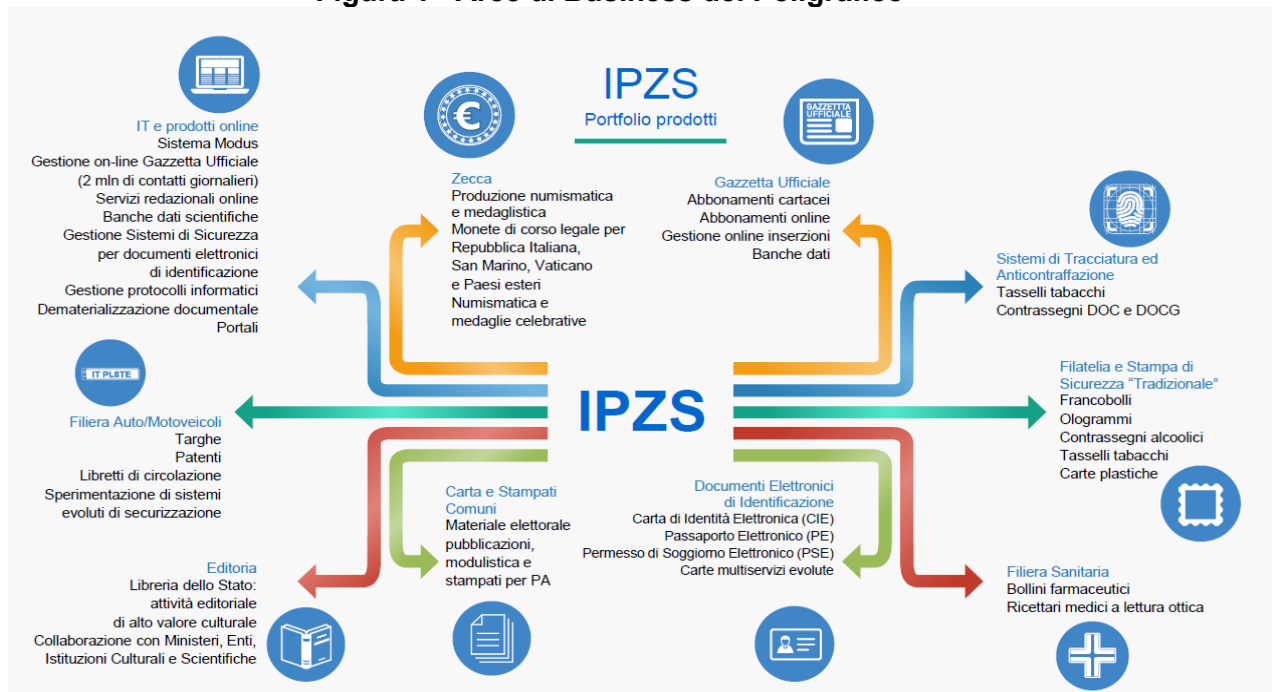 Figura 1 - Aree di Business del Poligrafico
IPZS
Portfolio prodotti
IT e prodotti online
Sistema Modus
Gestione on-line Gazzetta Ufficiale
(2 mln di contatti giornalieri)
Servizi redazionali online
Banche dati scientifiche
Gestione Sistemi di Sicurezza
per documenti elettronici
di identificazione
Gestione protocolli informatici
Dematerializzazione documentale
Portali
€
Zecca
Produzione numismatica
e medaglistica
Monete di corso legale per
Repubblica Italiana,
San Marino, Vaticano
e Paesi esteri
Numismatica e
medaglie celebrative
GAZZETTTA
UFFICIALE
Gazzetta Ufficiale
Abbonamenti cartacei
Abbonamenti online
Gestione online inserzioni
Banche dati
Sistemi di Tracciatura ed
Anticontraffazione
Tasselli tabacchi
Contrassegni DOC e DOCG
IT PL8TE
Filiera Auto/Motoveicoli
Targhe
Patenti
Libretti di circolazione
Sperimentazione di sistemi
evoluti di securizzazione
IPZS
Filatelia e Stampa di
Sicurezza “Tradizionale”
Francobolli
Ologrammi
Contrassegni alcoolici
Tasselli tabacchi
Carte plastiche
Editoria
Libreria dello Stato:
attività editoriale
di alto valore culturale
Collaborazione con Ministeri, Enti,
Istituzioni Culturali e Scientifiche
Carta e Stampati
Comuni
Materiale elettorale
pubblicazioni,
modulistica e
stampati per PA
Documenti Elettronici
di Identificazione
Carta di Identità Elettronica (CIE)
Passaporto Elettronico (PE)
Permesso di Soggiorno Elettronico (PSE)
Carte multiservizi evolute
Filiera Sanitaria
Bollini farmaceutici
Ricettari medici a lettura ottica